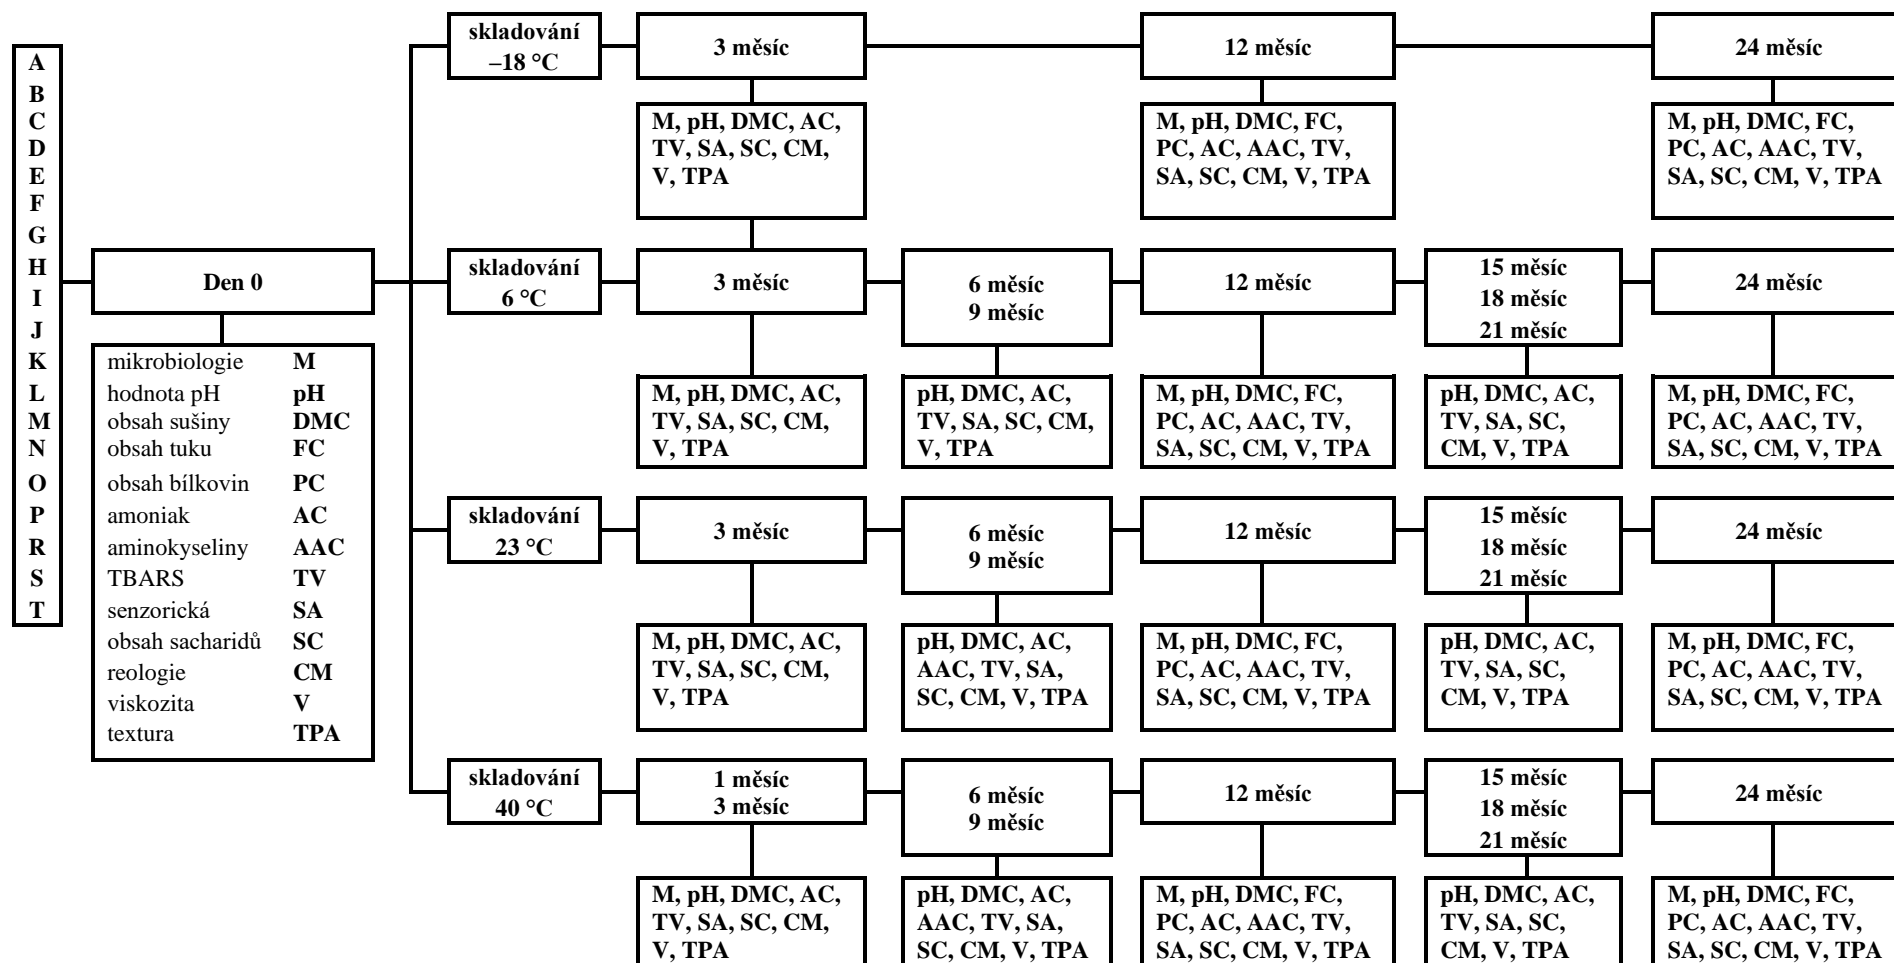 A
B
C
D
E
F
G
H
I
J
K
L
M
N
O
P
R
S
T
Den 0
mikrobiologie M
hodnota pH pH
obsah sušiny DMC
obsah tuku FC
obsah bílkovin PC
amoniak AC
aminokyseliny AAC
TBARS TV
senzorická SA
obsah sacharidů SC
reologie CM
viskozita V
textura TPA
skladování
–18 °C
3 měsíc
12 měsíc
24 měsíc
M, pH, DMC, AC,
TV, SA, SC, CM,
V, TPA
M, pH, DMC, FC,
PC, AC, AAC, TV,
SA, SC, CM, V, TPA
M, pH, DMC, FC,
PC, AC, AAC, TV,
SA, SC, CM, V, TPA
skladování
6 °C
3 měsíc
6 měsíc
9 měsíc
12 měsíc
15 měsíc
18 měsíc
21 měsíc
24 měsíc
M, pH, DMC, AC,
TV, SA, SC, CM,
V, TPA
pH, DMC, AC,
TV, SA, SC, CM,
V, TPA
M, pH, DMC, FC,
PC, AC, AAC, TV,
SA, SC, CM, V, TPA
pH, DMC, AC,
TV, SA, SC,
CM, V, TPA
M, pH, DMC, FC,
PC, AC, AAC, TV,
SA, SC, CM, V, TPA
skladování
23 °C
3 měsíc
6 měsíc
9 měsíc
12 měsíc
15 měsíc
18 měsíc
21 měsíc
24 měsíc
M, pH, DMC, AC,
TV, SA, SC, CM,
V, TPA
pH, DMC, AC,
AAC, TV, SA,
SC, CM, V, TPA
M, pH, DMC, FC,
PC, AC, AAC, TV,
SA, SC, CM, V, TPA
pH, DMC, AC,
TV, SA, SC,
CM, V, TPA
M, pH, DMC, FC,
PC, AC, AAC, TV,
SA, SC, CM, V, TPA
skladování
40 °C
1 měsíc
3 měsíc
6 měsíc
9 měsíc
12 měsíc
15 měsíc
18 měsíc
21 měsíc
24 měsíc
M, pH, DMC, AC,
TV, SA, SC, CM,
V, TPA
pH, DMC, AC,
AAC, TV, SA,
SC, CM, V, TPA
M, pH, DMC, FC,
PC, AC, AAC, TV,
SA, SC, CM, V, TPA
pH, DMC, AC,
TV, SA, SC,
CM, V, TPA
M, pH, DMC, FC,
PC, AC, AAC, TV,
SA, SC, CM, V, TPA